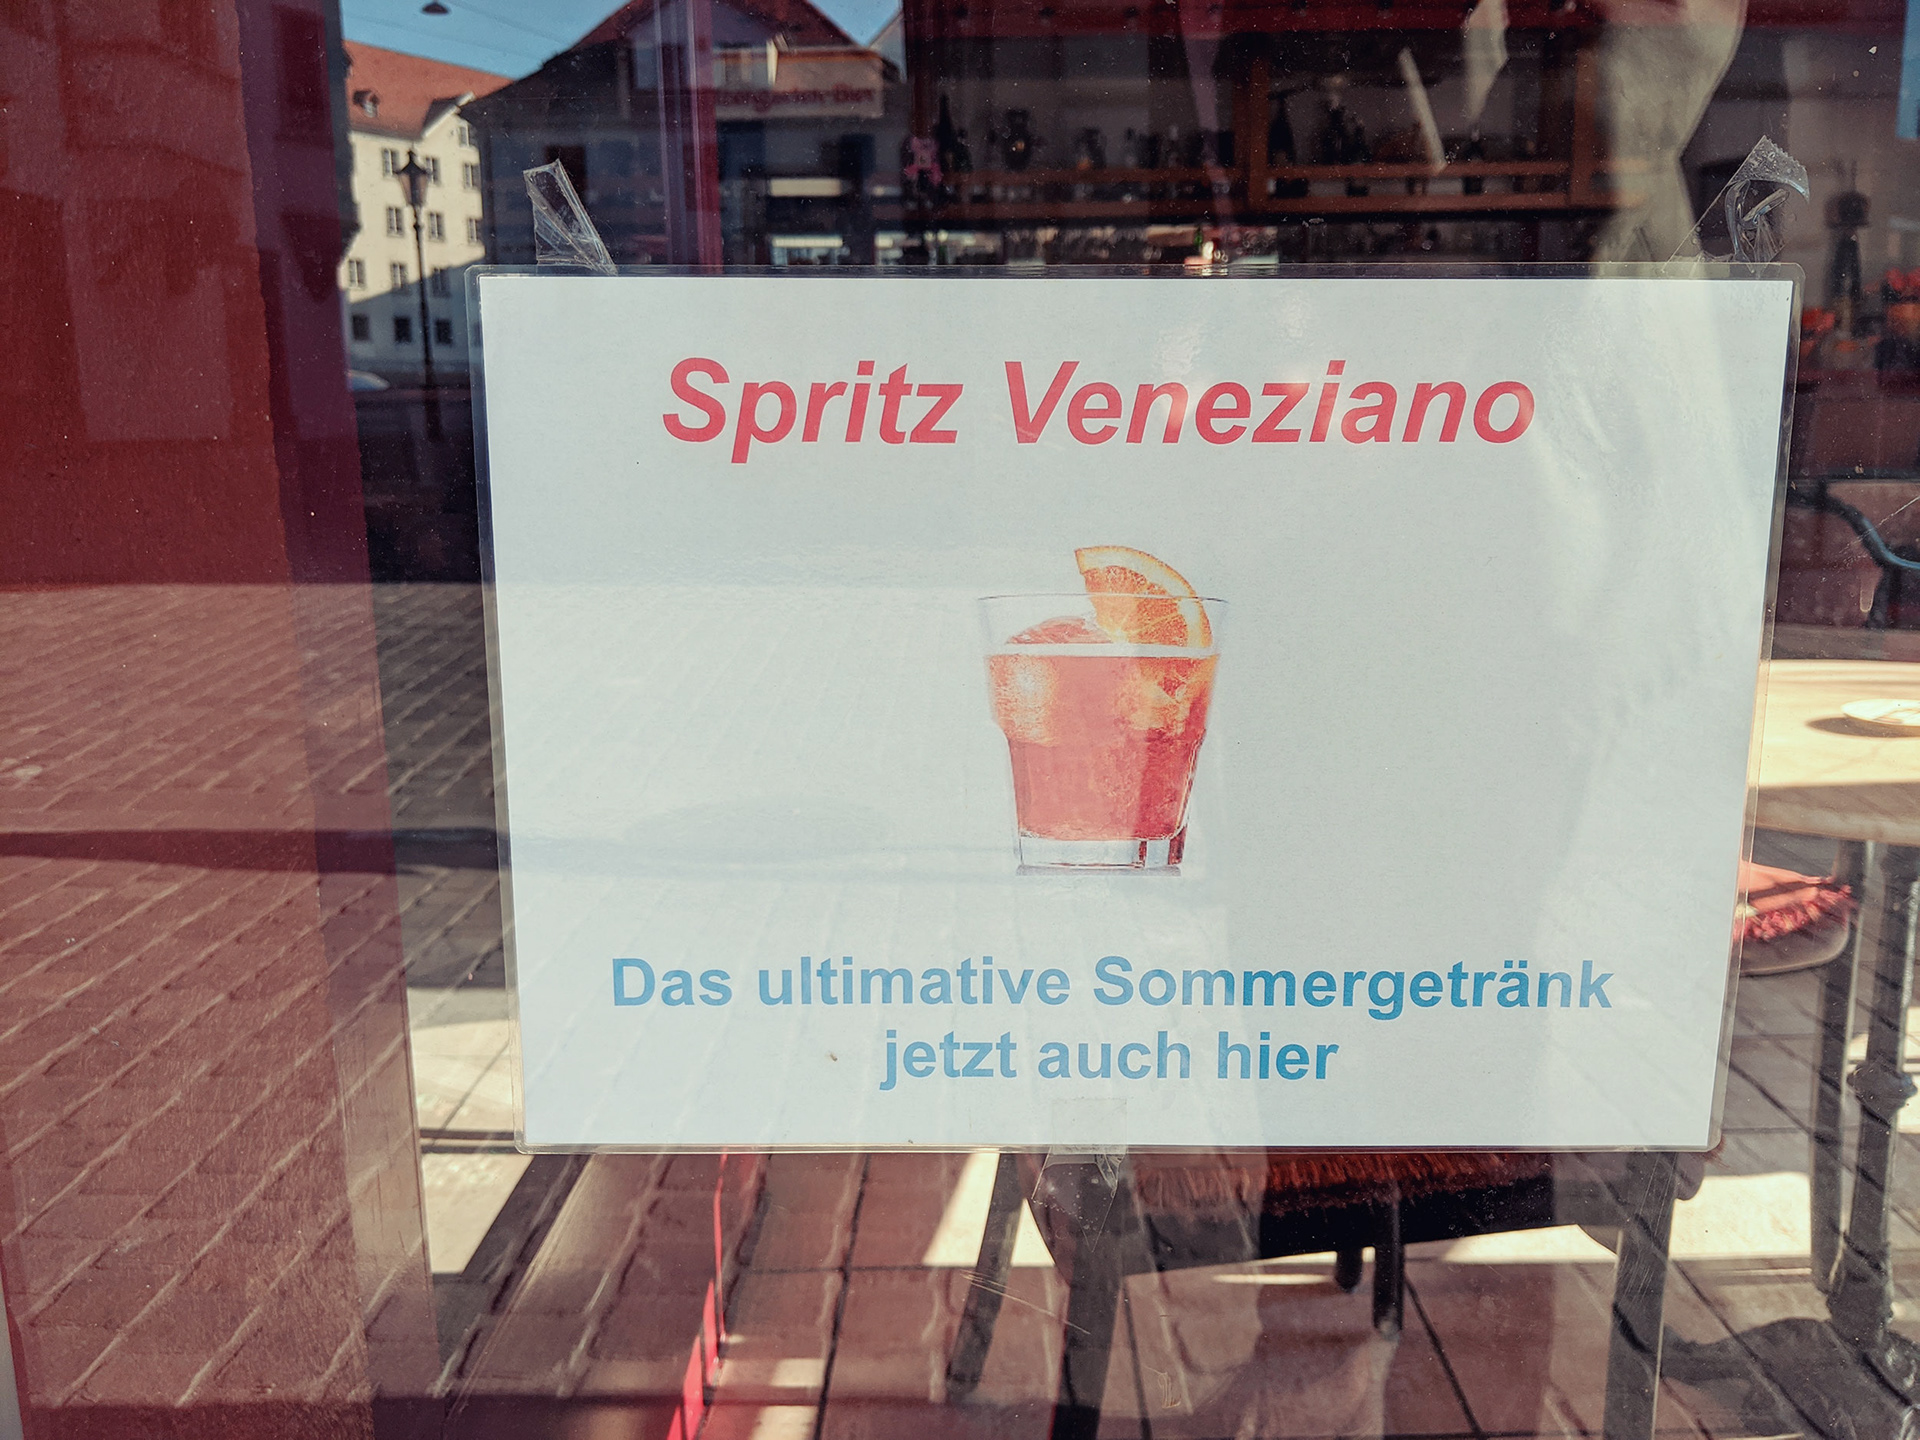 Spritz Veneziano
Das ultimative Sommergetränk
jetzt auch hier